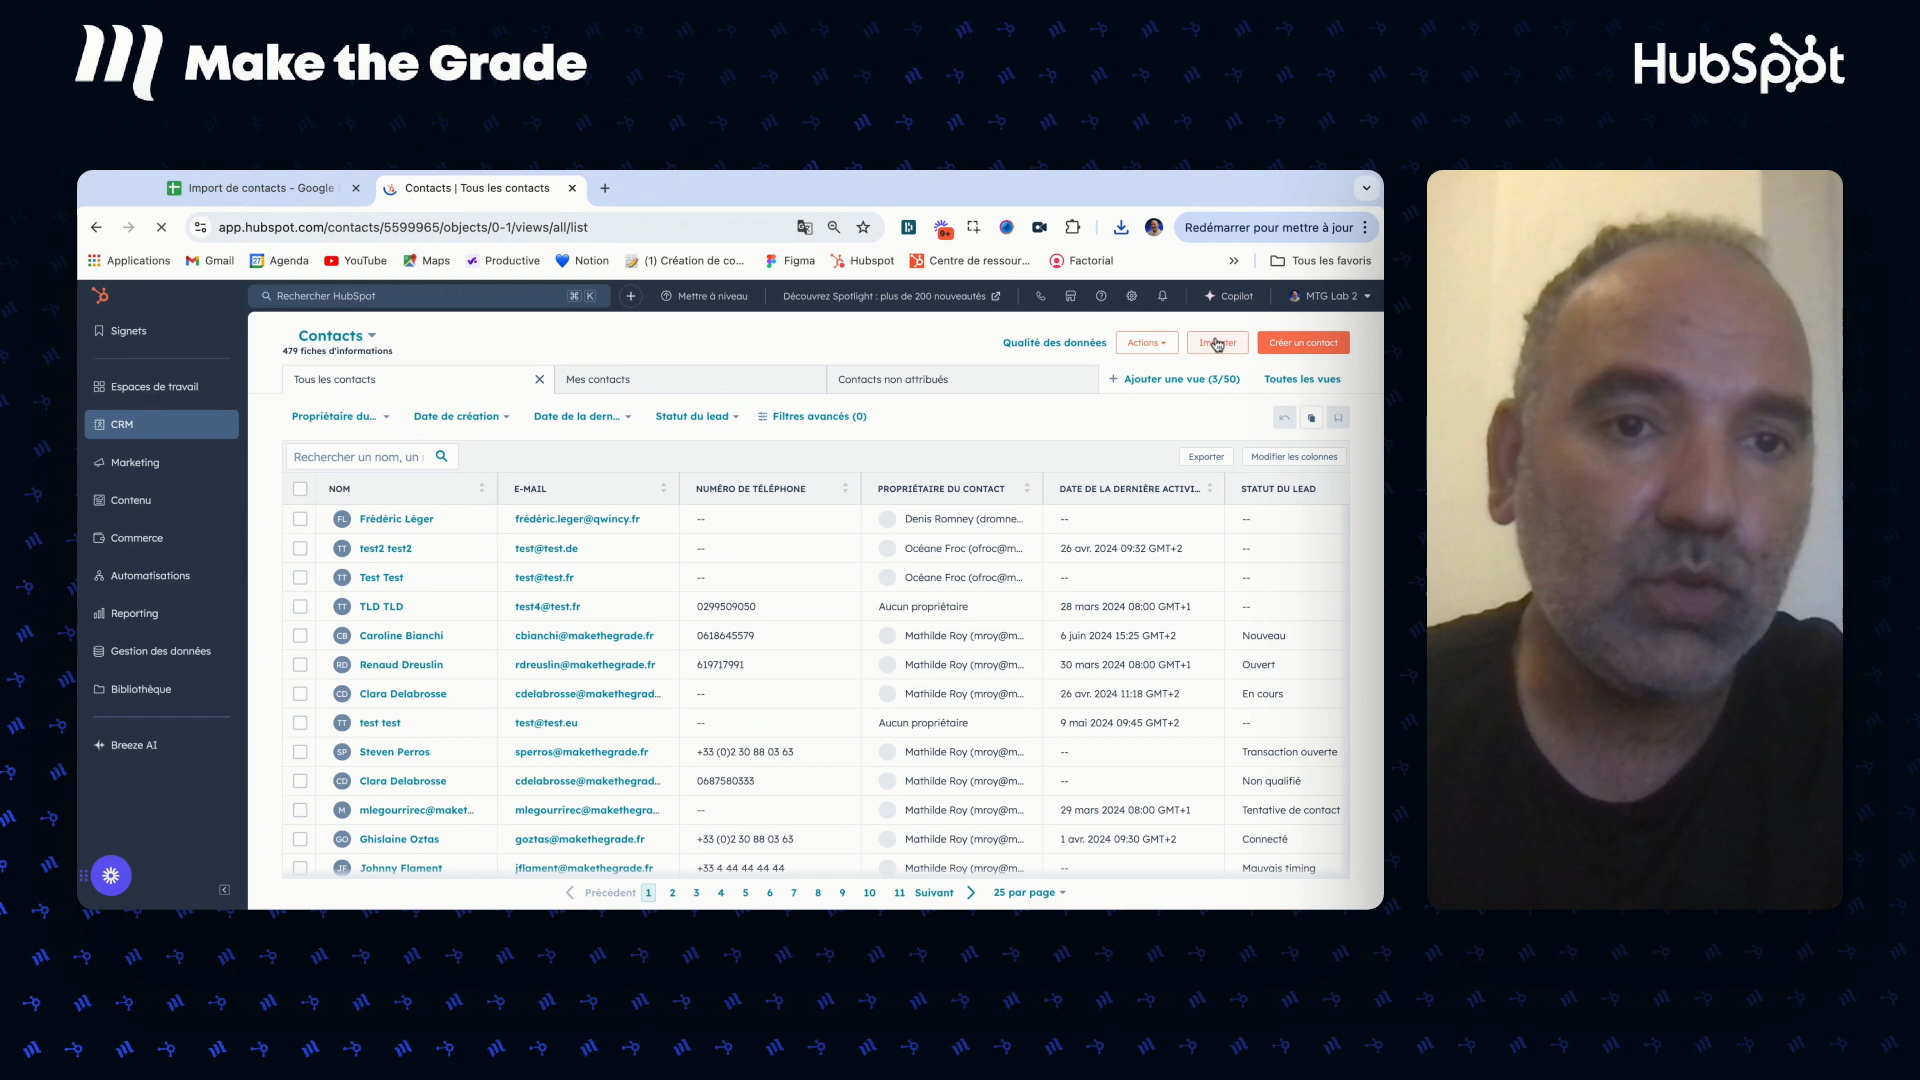 Make the Grade
HubSpot
Import de contacts - Google
Contacts | Tous les contacts
app.hubspot.com/contacts/5599965/objects/0-1/views/all/list
9+
Redémarrer pour mettre à jour
Applications
Gmail
27
Agenda
YouTube
Maps
Productive
Notion
(1) Création de co...
Figma
Hubspot
Centre de ressour...
Factorial
Tous les favoris
Rechercher HubSpot
⌘ K
Mettre à niveau
Découvrez Spotlight : plus de 200 nouveautés
Copilot
MTG Lab 2
Signets
Espaces de travail
CRM
Marketing
Contenu
Commerce
Automatisations
Reporting
Gestion des données
Bibliothèque
Breeze AI
Contacts
479 fiches d'informations
Qualité des données
Actions
Créer un contact
Tous les contacts
Mes contacts
Contacts non attribués
+ Ajouter une vue (3/50)
Toutes les vues
Propriétaire du...
Date de création
Date de la dern...
Statut du lead
Filtres avancés (0)
Rechercher un nom, un
Exporter
Modifier les colonnes
NOM E-MAIL NUMÉRO DE TÉLÉPHONE PROPRIÉTAIRE DU CONTACT DATE DE LA DERNIÈRE ACTIVI... STATUT DU LEAD
FL Frédéric Léger frédéric.leger@qwincy.fr -- Denis Romney (dromne... -- --
TT test2 test2 test@test.de -- Océane Froc (ofroc@m... 26 avr. 2024 09:32 GMT+2 --
TT Test Test test@test.fr -- Océane Froc (ofroc@m... -- --
TT TLD TLD test4@test.fr 0299509050 Aucun propriétaire 28 mars 2024 08:00 GMT+1 --
CB Caroline Bianchi cbianchi@makethegrade.fr 0618645579 Mathilde Roy (mroy@m... 6 juin 2024 15:25 GMT+2 Nouveau
RD Renaud Dreuslin rdreuslin@makethegrade.fr 619717991 Mathilde Roy (mroy@m... 30 mars 2024 08:00 GMT+1 Ouvert
CD Clara Delabrosse cdelabrosse@makethegrad... -- Mathilde Roy (mroy@m... 26 avr. 2024 11:18 GMT+2 En cours
TT test test test@test.eu -- Aucun propriétaire 9 mai 2024 09:45 GMT+2 --
SP Steven Perros sperros@makethegrade.fr +33 (0)2 30 88 03 63 Mathilde Roy (mroy@m... -- Transaction ouverte
CD Clara Delabrosse cdelabrosse@makethegrad... 0687580333 Mathilde Roy (mroy@m... -- Non qualifié
M mlegourrirec@maket... mlegourrirec@makethegra... -- Mathilde Roy (mroy@m... 29 mars 2024 08:00 GMT+1 Tentative de contact
GO Ghislaine Oztas goztas@makethegrade.fr +33 (0)2 30 88 03 63 Mathilde Roy (mroy@m... 1 avr. 2024 09:30 GMT+2 Connecté
JF Johnny Flament jflament@makethegrade.fr +33 4 44 44 44 44 Mathilde Roy (mroy@m... -- Mauvais timing
Précédent 1 2 3 4 5 6 7 8 9 10 11 Suivant 25 par page